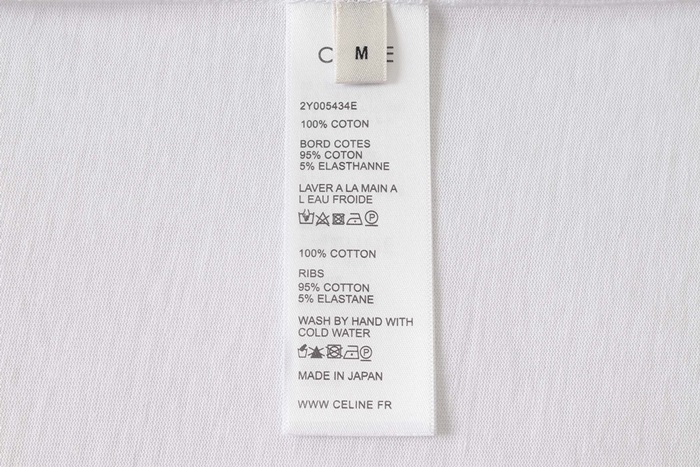 C E
M
2Y005434E
100% COTON
BORD COTES
95% COTON
5% ELASTHANNE
LAVER A LA MAIN A
L EAU FROIDE
P
100% COTTON
RIBS
95% COTTON
5% ELASTANE
WASH BY HAND WITH
COLD WATER
P
MADE IN JAPAN
WWW CELINE FR